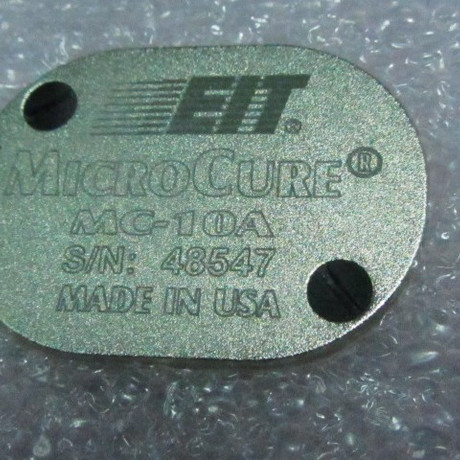 EIT®
MICROCURE®
MC-10A
S/N: 48547
MADE IN USA